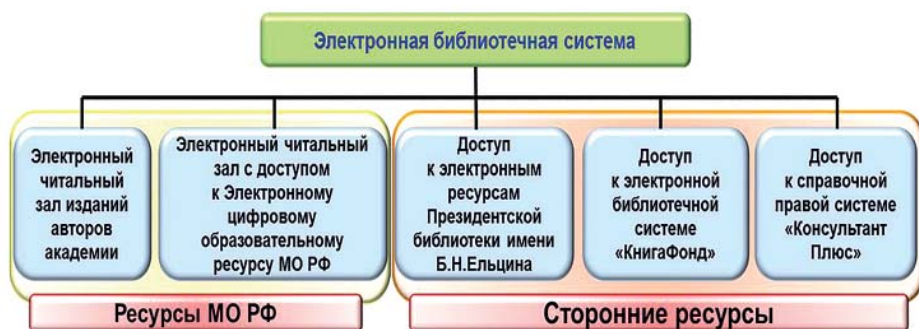 Электронная библиотечная система
Электронный
читальный
зал изданий
авторов
академии
Электронный читальный
зал с доступом
к Электронному
цифровому
образовательному
ресурсу МО РФ
Доступ
к электронным
ресурсам
Президентской
библиотеки имени
Б.Н.Ельцина
Доступ
к электронной
библиотечной
системе
«КнигаФонд»
Доступ
к справочной
правой системе
«Консультант
Плюс»
Ресурсы МО РФ
Сторонние ресурсы